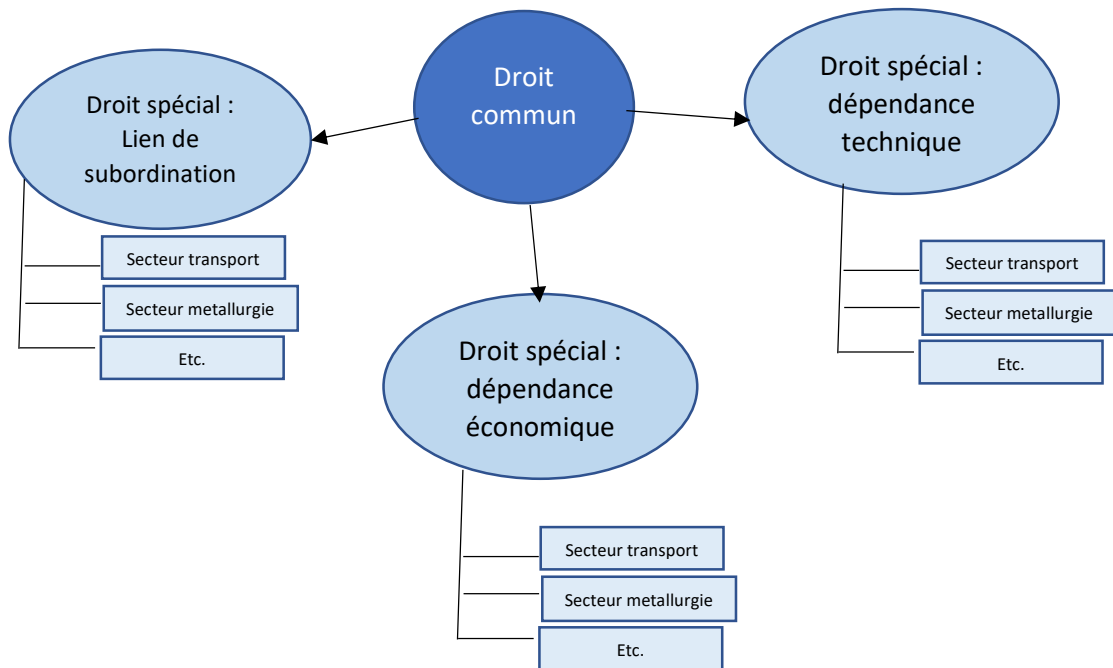 Droit
commun
Droit spécial :
Lien de
subordination
Secteur transport
Secteur metallurgie
Etc.
Droit spécial :
dépendance
économique
Secteur transport
Secteur metallurgie
Etc.
Droit spécial :
dépendance
technique
Secteur transport
Secteur metallurgie
Etc.